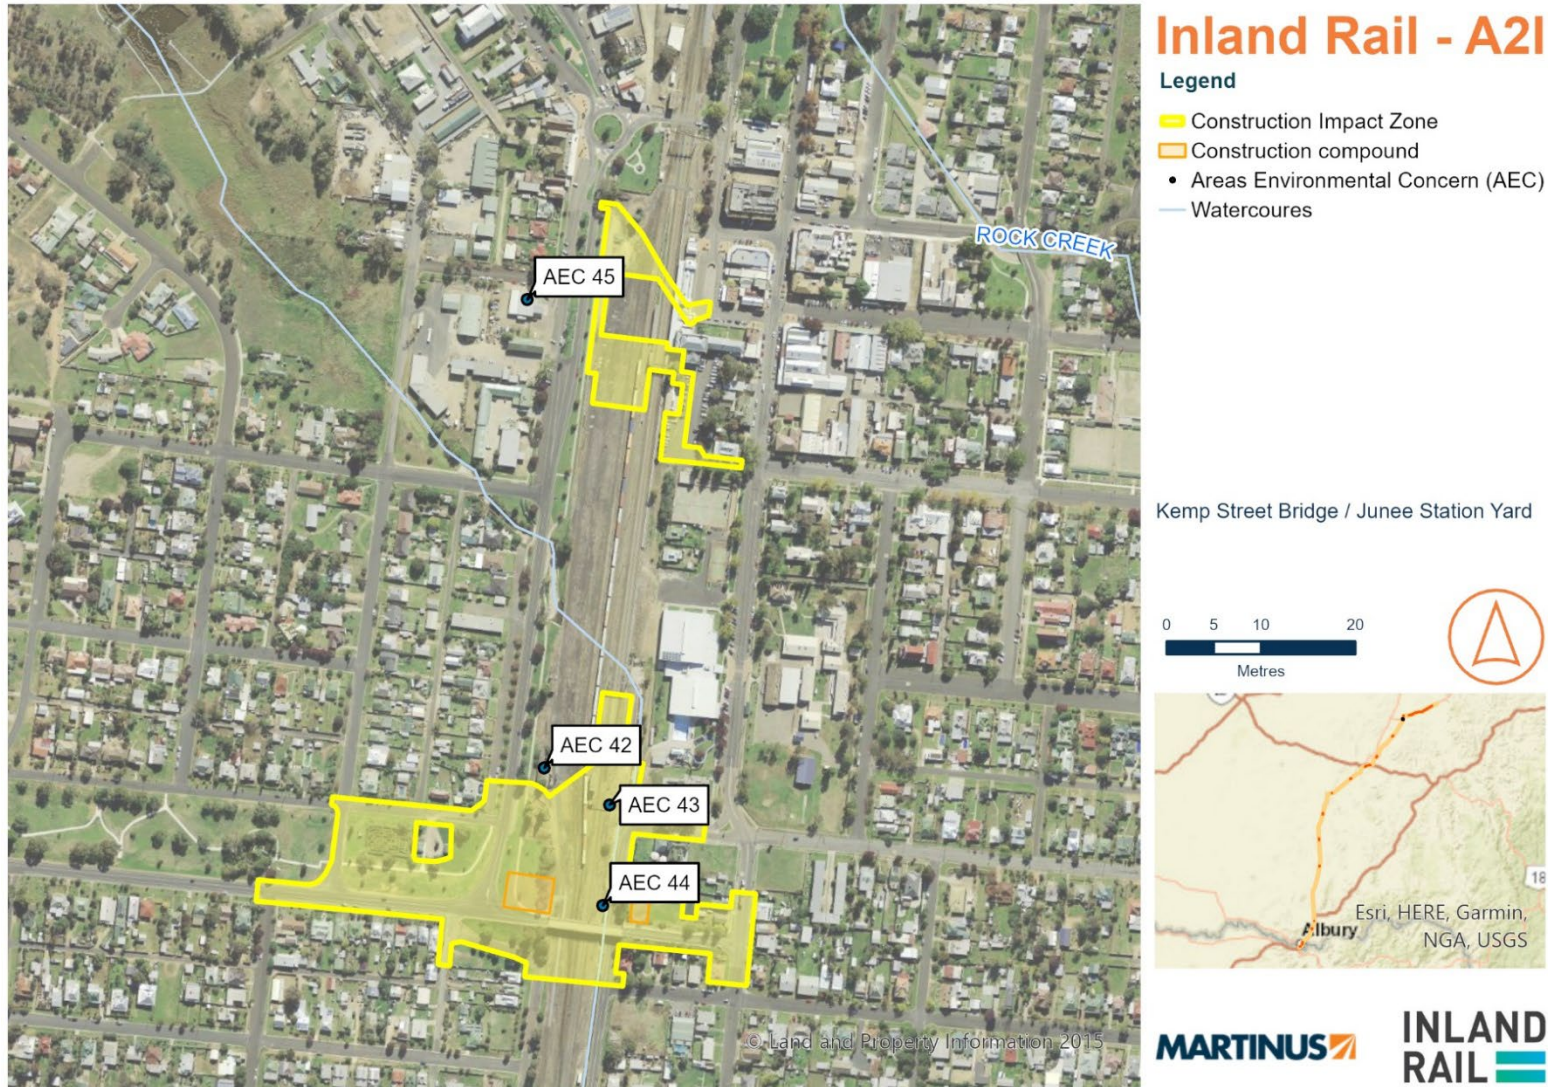 Inland Rail - A2I
Legend
Construction Impact Zone
Construction compound
Areas Environmental Concern (AEC)
Watercoures
ROCK CREEK
AEC 45
AEC 42
AEC 43
AEC 44
© Land and Property Information 2015
Kemp Street Bridge / Junee Station Yard
0 5 10 20
Metres
18
Albury
Esri, HERE, Garmin,
NGA, USGS
MARTINUS
INLAND
RAIL